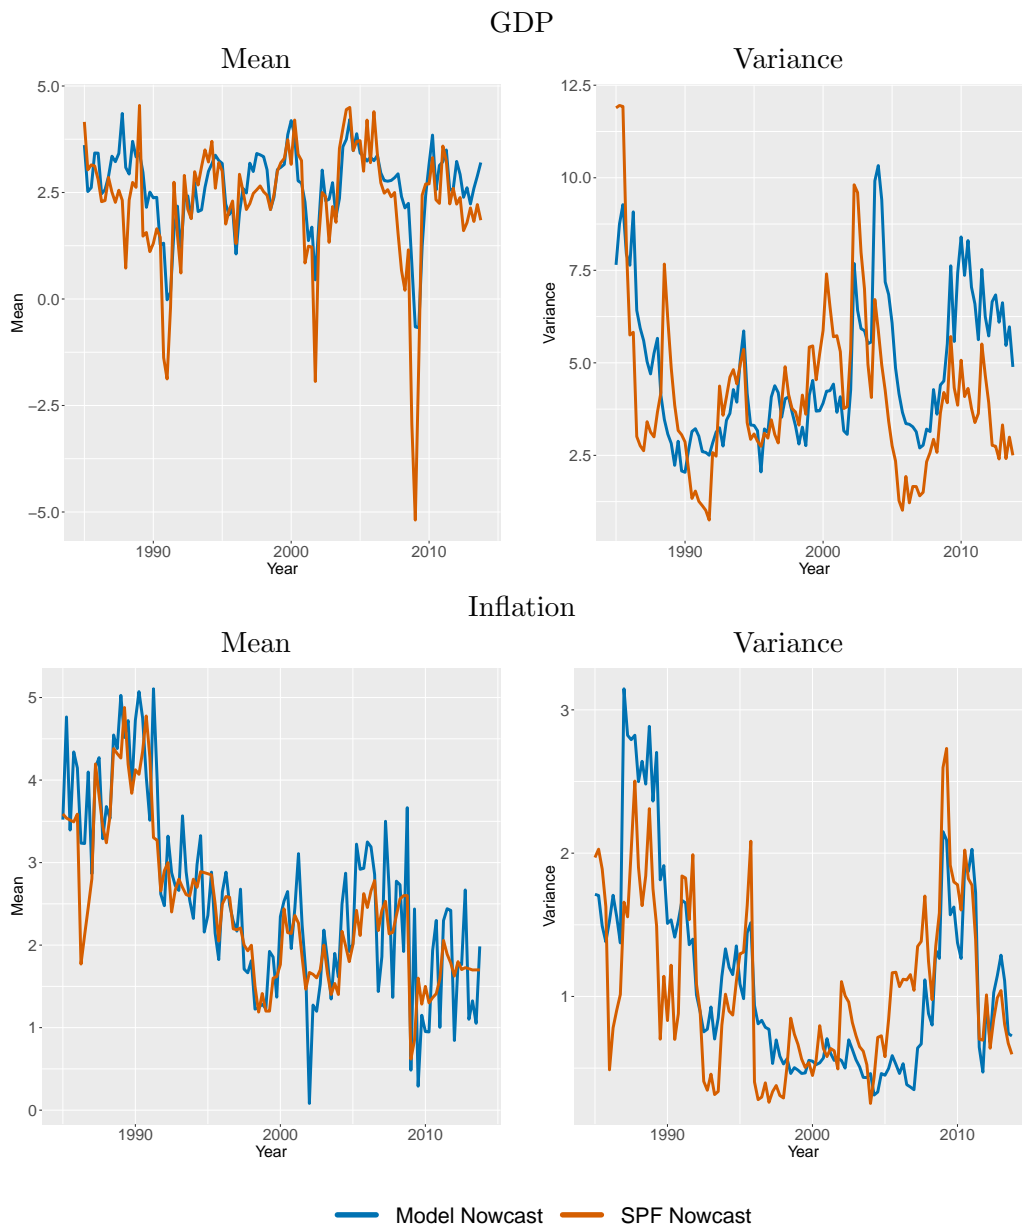 GDP
Mean
Variance
5.0
2.5
0.0
−2.5
−5.0
Mean
1990
2000
2010
Year
12.5
10.0
7.5
5.0
2.5
Variance
1990
2000
2010
Year
Inflation
Mean
Variance
5
4
3
2
1
0
Mean
1990
2000
2010
Year
3
2
1
Variance
1990
2000
2010
Year
Model Nowcast
SPF Nowcast